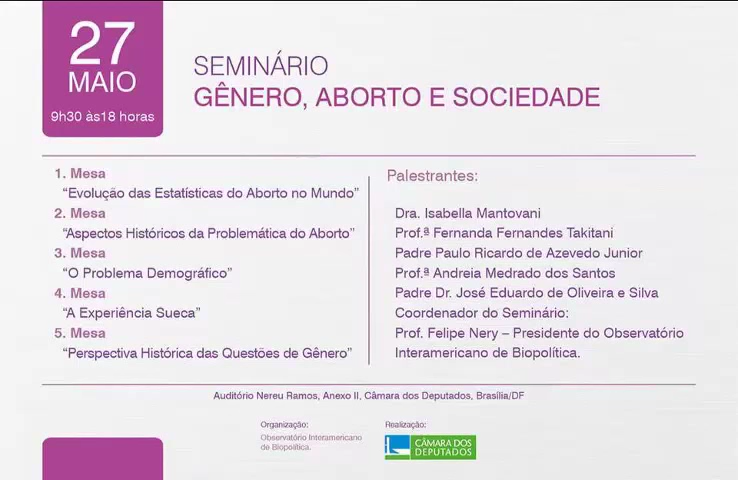 27
MAIO
9h30 às18 horas
SEMINÁRIO
GÊNERO, ABORTO E SOCIEDADE
1. Mesa
“Evolução das Estatísticas do Aborto no Mundo”
2. Mesa
“Aspectos Históricos da Problemática do Aborto”
3. Mesa
“O Problema Demográfico”
4. Mesa
“A Experiência Sueca”
5. Mesa
“Perspectiva Histórica das Questões de Gênero”
Palestrantes:
Dra. Isabella Mantovani
Prof.ª Fernanda Fernandes Takitani
Padre Paulo Ricardo de Azevedo Junior
Prof.ª Andreia Medrado dos Santos
Padre Dr. José Eduardo de Oliveira e Silva
Coordenador do Seminário:
Prof. Felipe Nery – Presidente do Observatório
Interamericano de Biopolítica.
Auditório Nereu Ramos, Anexo II, Câmara dos Deputados, Brasília/DF
Organização:
Observatório Interamericano
de Biopolítica.
Realização:
CÂMARA DOS
DEPUTADOS